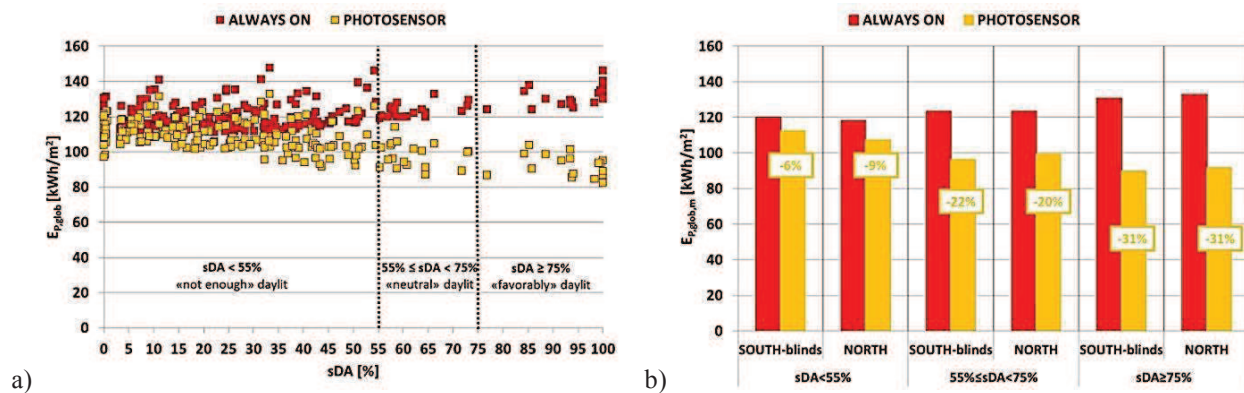 ALWAYS ON PHOTOSENSOR
160
140
120
100
80
60
40
20
0
E_P,glob [kWh/m²]
sDA < 55%
«not enough» daylit
55% ≤ sDA < 75%
«neutral» daylit
sDA ≥ 75%
«favorably» daylit
0 5 10 15 20 25 30 35 40 45 50 55 60 65 70 75 80 85 90 95 100
sDA [%]
a)
ALWAYS ON PHOTOSENSOR
160
140
120
100
80
60
40
20
0
E_P,glob,m [kWh/m²]
-6% -9% -22% -20% -31% -31%
SOUTH-blinds NORTH SOUTH-blinds NORTH SOUTH-blinds NORTH
sDA<55% 55%≤sDA<75% sDA≥75%
b)